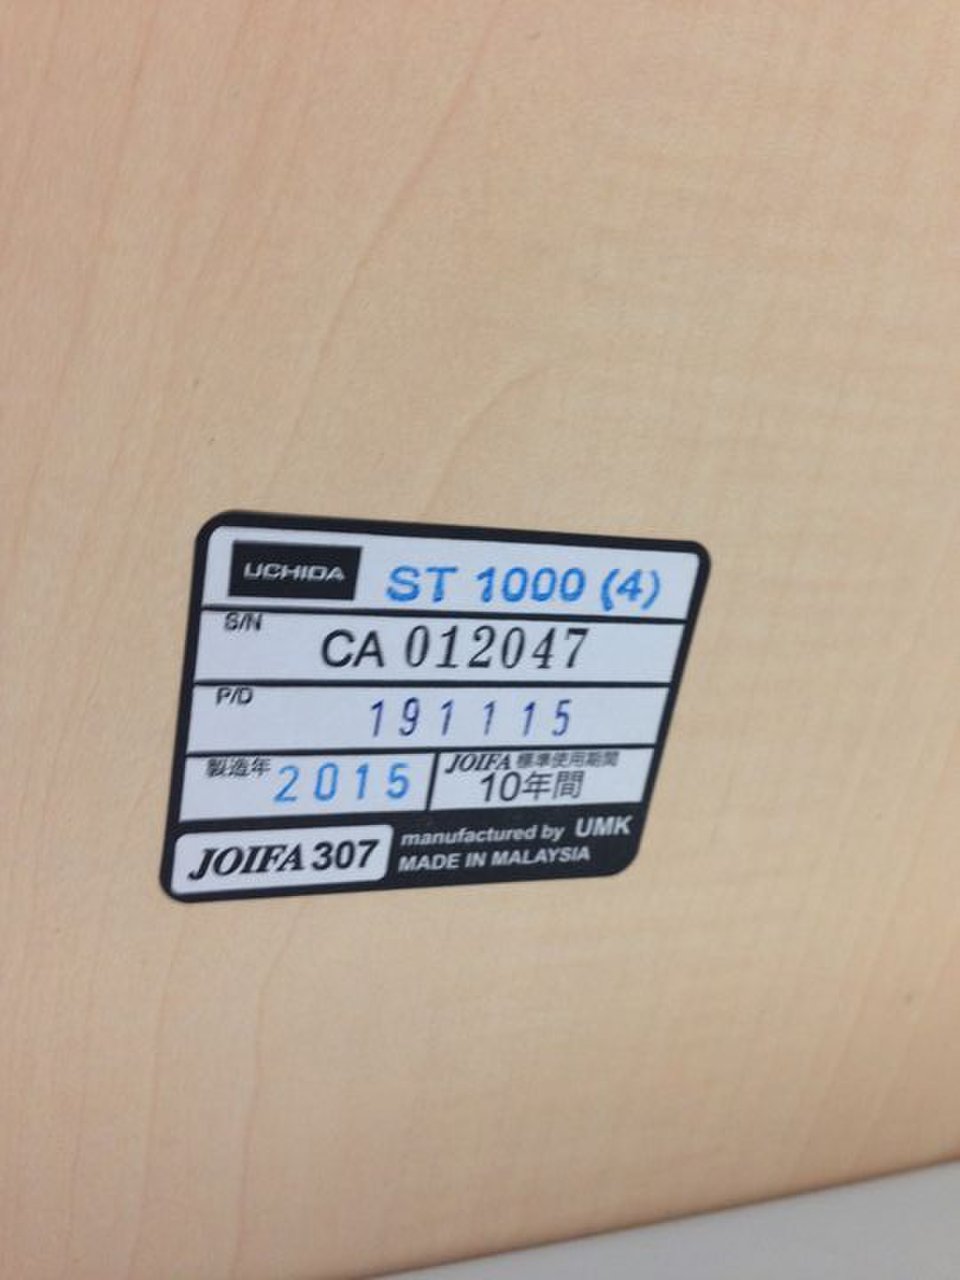 UCHIDA ST 1000 (4)
S/N CA 012047
P/D 191115
製造年 2015 JOIFA 標準使用期間
10年間
JOIFA 307 manufactured by UMK
MADE IN MALAYSIA